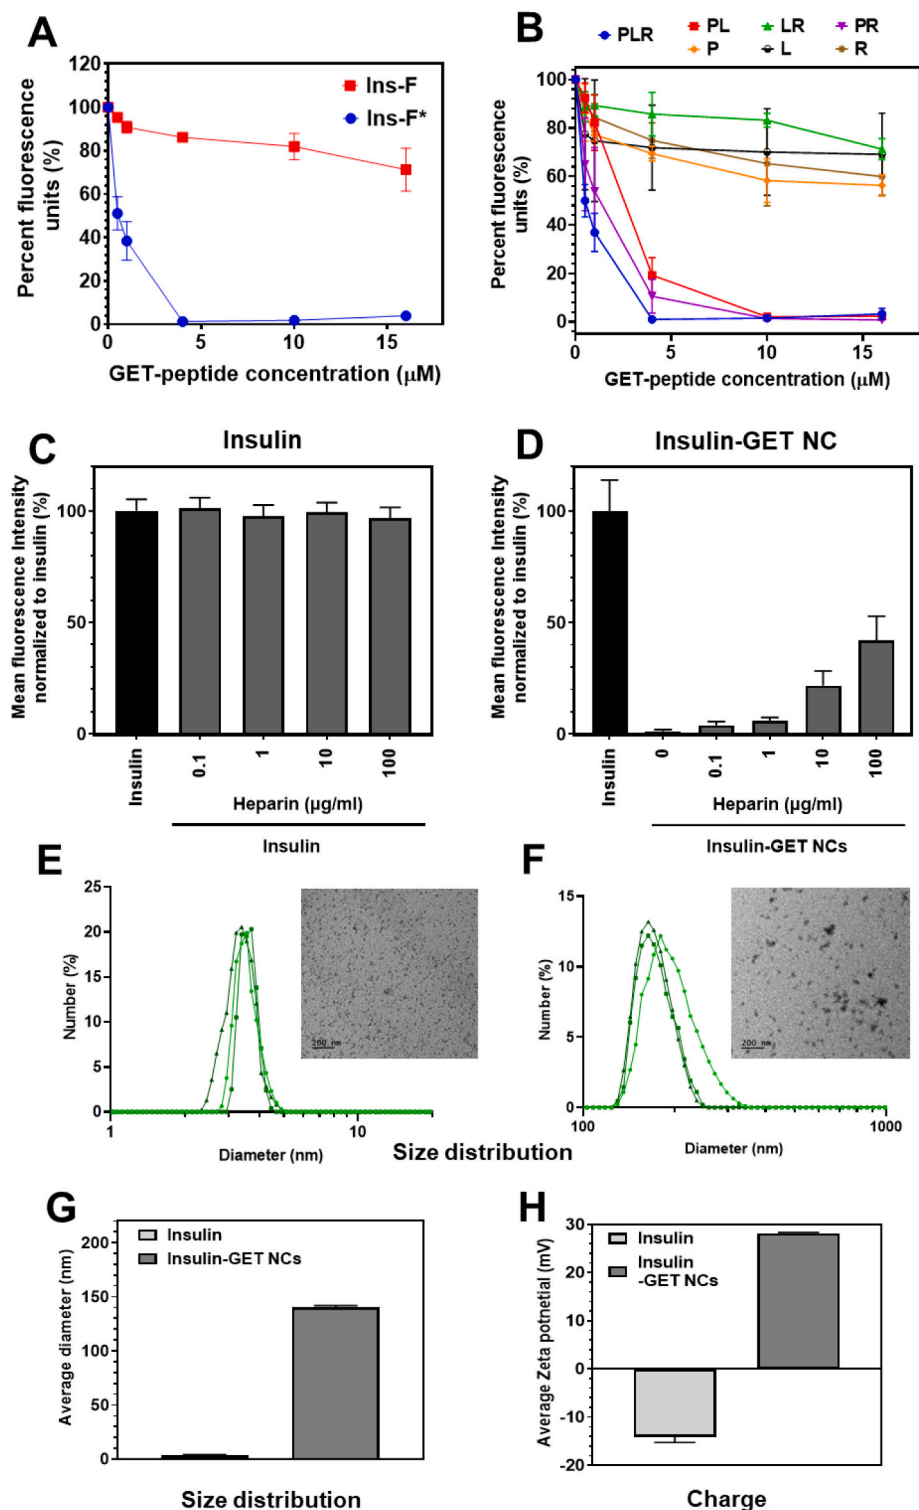 A
Percent fluorescence
units (%)
120
100
80
60
40
20
0
0
5
10
15
Ins-F
Ins-F*
GET-peptide concentration (μM)
B
PLR
PL
LR
PR
P
L
R
Percent fluorescence
units (%)
100
80
60
40
20
0
0
5
10
15
GET-peptide concentration (μM)
C
Insulin
Mean fluorescence Intensity
normalized to insulin (%)
100
50
0
Insulin
0.1
1
10
100
Heparin (μg/ml)
Insulin
D
Insulin-GET NC
Mean fluorescence Intensity
normalized to insulin (%)
100
50
0
Insulin
0
0.1
1
10
100
Heparin (μg/ml)
Insulin-GET NCs
E
Number (%)
25
20
15
10
5
0
1
10
200 nm
Diameter (nm)
F
Number (%)
15
10
5
0
100
1000
200 nm
Diameter (nm)
Size distribution
G
Average diameter (nm)
200
150
100
50
0
Insulin
Insulin-GET NCs
Size distribution
H
Average Zeta potnetial (mV)
30
20
10
0
-10
-20
Insulin
Insulin
-GET NCs
Charge